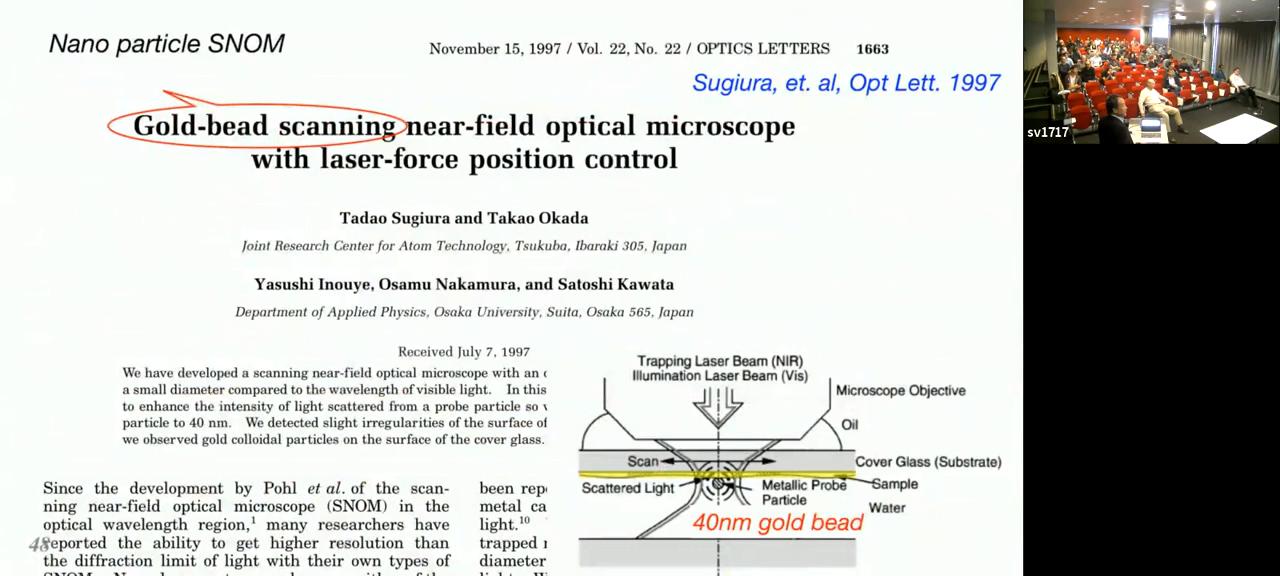 Nano particle SNOM
November 15, 1997 / Vol. 22, No. 22 / OPTICS LETTERS 1663
Sugiura, et. al, Opt Lett. 1997
Gold-bead scanning near-field optical microscope
with laser-force position control
Tadao Sugiura and Takao Okada
Joint Research Center for Atom Technology, Tsukuba, Ibaraki 305, Japan
Yasushi Inouye, Osamu Nakamura, and Satoshi Kawata
Department of Applied Physics, Osaka University, Suita, Osaka 565, Japan
Received July 7, 1997
We have developed a scanning near-field optical microscope with an
a small diameter compared to the wavelength of visible light. In this
to enhance the intensity of light scattered from a probe particle so
particle to 40 nm. We detected slight irregularities of the surface of
we observed gold colloidal particles on the surface of the cover glass.
Since the development by Pohl et al. of the scan-
ning near-field optical microscope (SNOM) in the
optical wavelength region,¹ many researchers have
reported the ability to get higher resolution than
the diffraction limit of light with their own types of
been
metal
light.¹⁰
trapped
diameter
Trapping Laser Beam (NIR)
Illumination Laser Beam (Vis)
Microscope Objective
Oil
Scan
Cover Glass (Substrate)
Scattered Light
Metallic Probe
Particle
Sample
Water
40nm gold bead
48
sv1717